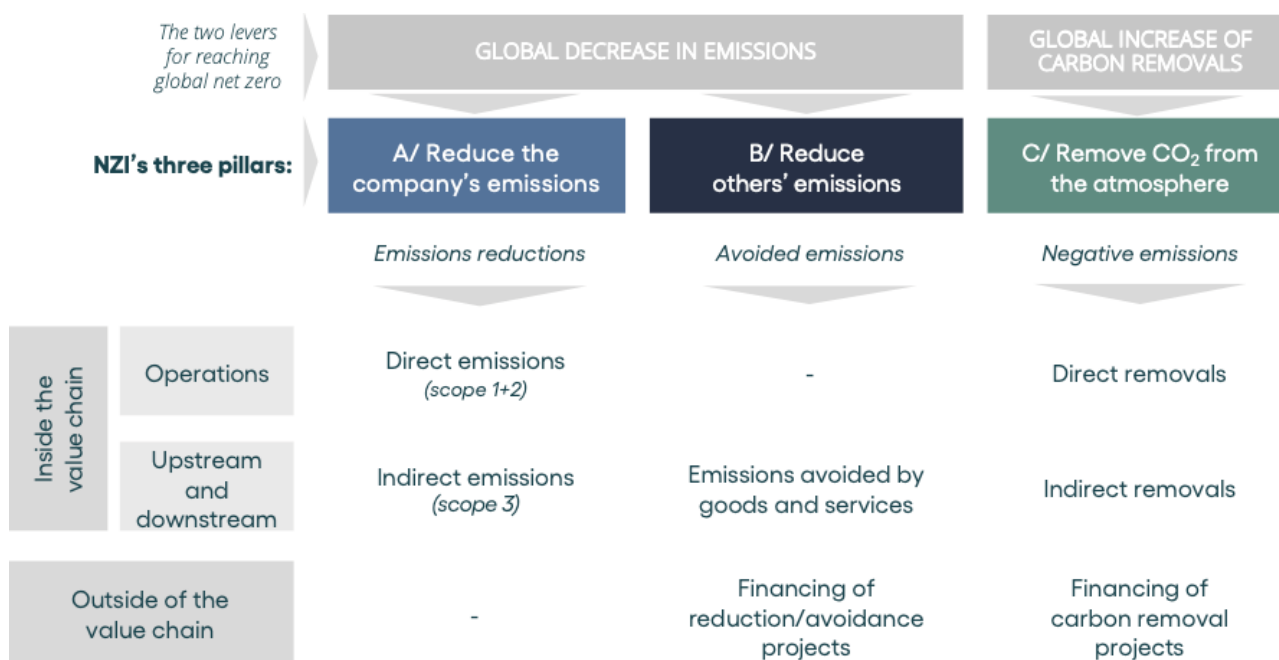 The two levers
for reaching
global net zero
GLOBAL DECREASE IN EMISSIONS
GLOBAL INCREASE OF
CARBON REMOVALS
NZI's three pillars:
A/ Reduce the
company's emissions
B/ Reduce
others' emissions
C/ Remove CO₂ from
the atmosphere
Emissions reductions
Avoided emissions
Negative emissions
Inside the
value chain
Operations
Direct emissions
(scope 1+2)
-
Direct removals
Upstream
and
downstream
Indirect emissions
(scope 3)
Emissions avoided by
goods and services
Indirect removals
Outside of the
value chain
-
Financing of
reduction/avoidance
projects
Financing of
carbon removal
projects